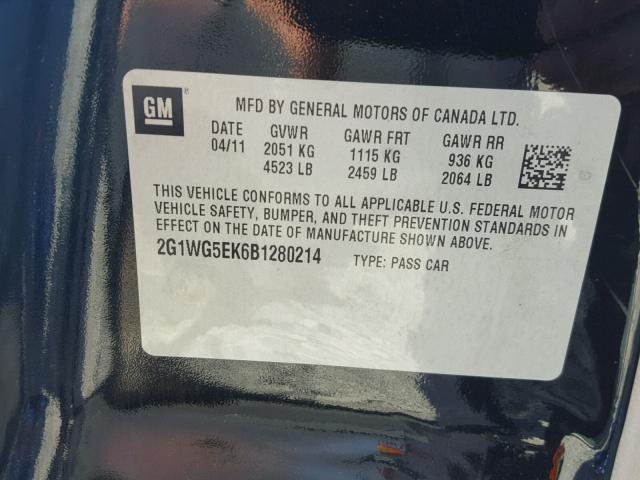 GM
MFD BY GENERAL MOTORS OF CANADA LTD.
DATE GVWR GAWR FRT GAWR RR
04/11 2051 KG 1115 KG 936 KG
4523 LB 2459 LB 2064 LB
THIS VEHICLE CONFORMS TO ALL APPLICABLE U.S. FEDERAL MOTOR
VEHICLE SAFETY, BUMPER, AND THEFT PREVENTION STANDARDS IN
EFFECT ON THE DATE OF MANUFACTURE SHOWN ABOVE.
2G1WG5EK6B1280214 TYPE: PASS CAR